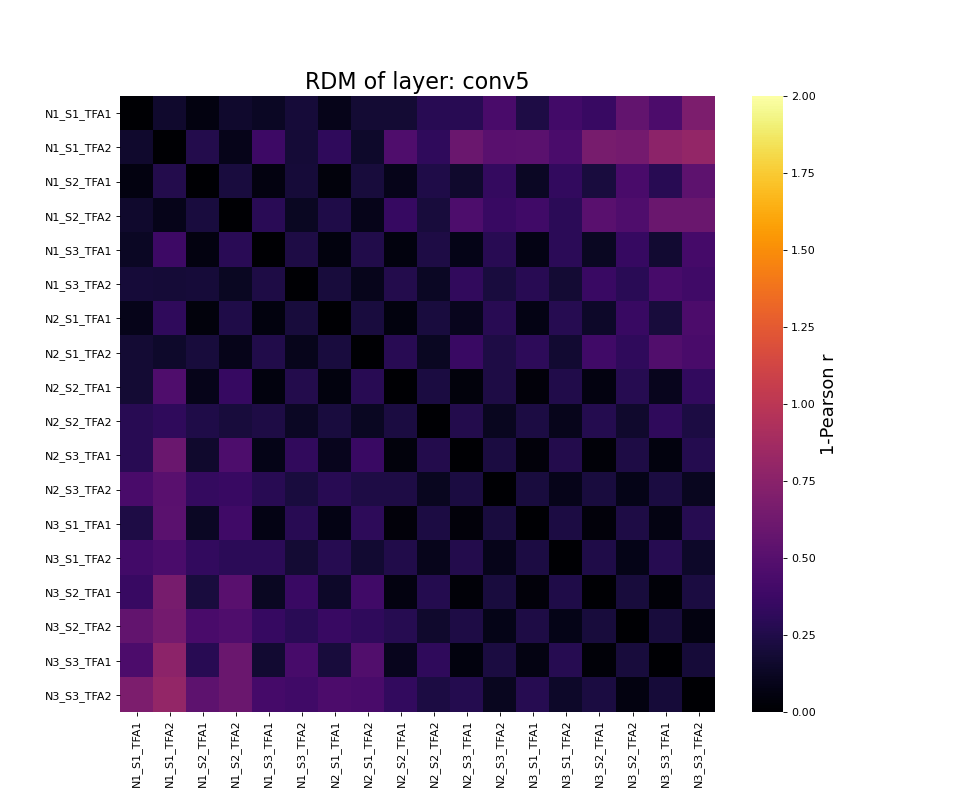 RDM of layer: conv5
N1_S1_TFA1
N1_S1_TFA2
N1_S2_TFA1
N1_S2_TFA2
N1_S3_TFA1
N1_S3_TFA2
N2_S1_TFA1
N2_S1_TFA2
N2_S2_TFA1
N2_S2_TFA2
N2_S3_TFA1
N2_S3_TFA2
N3_S1_TFA1
N3_S1_TFA2
N3_S2_TFA1
N3_S2_TFA2
N3_S3_TFA1
N3_S3_TFA2
N1_S1_TFA1
N1_S1_TFA2
N1_S2_TFA1
N1_S2_TFA2
N1_S3_TFA1
N1_S3_TFA2
N2_S1_TFA1
N2_S1_TFA2
N2_S2_TFA1
N2_S2_TFA2
N2_S3_TFA1
N2_S3_TFA2
N3_S1_TFA1
N3_S1_TFA2
N3_S2_TFA1
N3_S2_TFA2
N3_S3_TFA1
N3_S3_TFA2
2.00
1.75
1.50
1.25
1.00
0.75
0.50
0.25
0.00
1-Pearson r